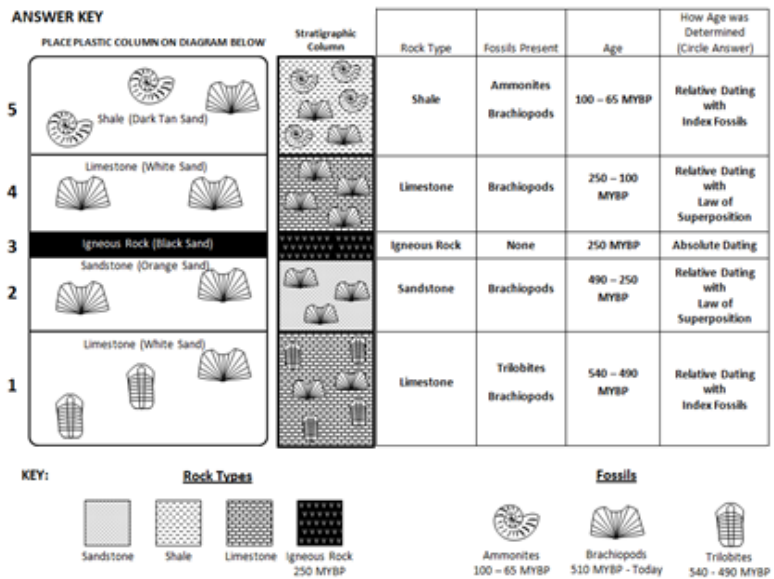 ANSWER KEY
PLACE PLASTIC COLUMN ON DIAGRAM BELOW
Stratigraphic
Column
Rock Type
Fossils Present
Age
How Age was
Determined
(Circle Answer)
5
Shale (Dark Tan Sand)
Shale
Ammonites
Brachiopods
100 – 65 MYBP
Relative Dating
with
Index Fossils
4
Limestone (White Sand)
Limestone
Brachiopods
250 – 100
MYBP
Relative Dating
with
Law of
Superposition
3
Igneous Rock (Black Sand)
Igneous Rock
None
250 MYBP
Absolute Dating
2
Sandstone (Orange Sand)
Sandstone
Brachiopods
490 – 250
MYBP
Relative Dating
with
Law of
Superposition
1
Limestone (White Sand)
Limestone
Trilobites
Brachiopods
540 – 490
MYBP
Relative Dating
with
Index Fossils
KEY:
Rock Types
Sandstone
Shale
Limestone
Igneous Rock
250 MYBP
Fossils
Ammonites
100 – 65 MYBP
Brachiopods
510 MYBP - Today
Trilobites
540 - 490 MYBP